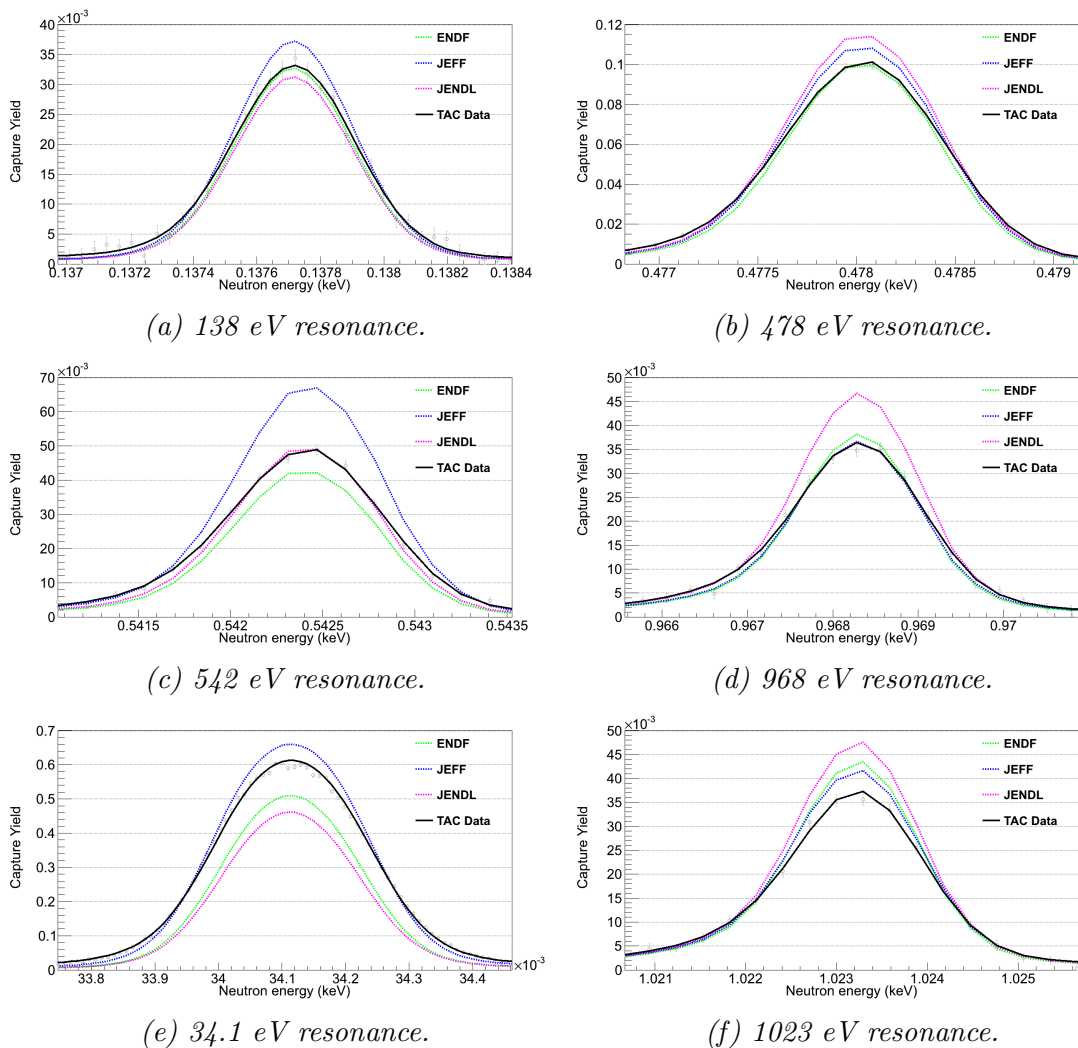 ×10⁻³
40
35
30
25
20
15
10
5
0
Capture Yield
ENDF
JEFF
JENDL
TAC Data
0.137 0.1372 0.1374 0.1376 0.1378 0.138 0.1382 0.1384
Neutron energy (keV)
(a) 138 eV resonance.
0.12
0.1
0.08
0.06
0.04
0.02
0
Capture Yield
ENDF
JEFF
JENDL
TAC Data
0.477 0.4775 0.478 0.4785 0.479
Neutron energy (keV)
(b) 478 eV resonance.
×10⁻³
70
60
50
40
30
20
10
0
Capture Yield
ENDF
JEFF
JENDL
TAC Data
0.5415 0.542 0.5425 0.543 0.5435
Neutron energy (keV)
(c) 542 eV resonance.
×10⁻³
50
45
40
35
30
25
20
15
10
5
0
Capture Yield
ENDF
JEFF
JENDL
TAC Data
0.966 0.967 0.968 0.969 0.97
Neutron energy (keV)
(d) 968 eV resonance.
0.7
0.6
0.5
0.4
0.3
0.2
0.1
0
Capture Yield
ENDF
JEFF
JENDL
TAC Data
33.8 33.9 34 34.1 34.2 34.3 34.4 ×10⁻³
Neutron energy (keV)
(e) 34.1 eV resonance.
×10⁻³
50
45
40
35
30
25
20
15
10
5
0
Capture Yield
ENDF
JEFF
JENDL
TAC Data
1.021 1.022 1.023 1.024 1.025
Neutron energy (keV)
(f) 1023 eV resonance.